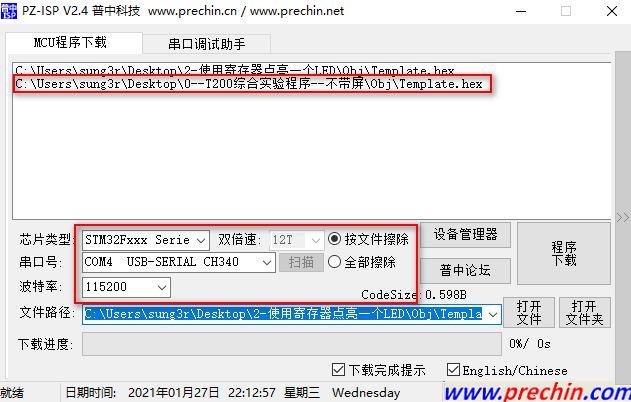 普中ISP PZ-ISP V2.4 普中科技 www.prechin.cn / www.prechin.net
MCU程序下载 串口调试助手
C:\Users\sung3r\Desktop\2-使用寄存器点亮一个LED\Obj\Template.hex
C:\Users\sung3r\Desktop\0--T200综合实验程序--不带屏\Obj\Template.hex
芯片类型: STM32Fxxx Serie 双倍速: 12T 按文件擦除 设备管理器 程序下载
串口号: COM4 USB-SERIAL CH340 扫描 全部擦除 普中论坛
波特率: 115200 CodeSize:0.598B
文件路径: C:\Users\sung3r\Desktop\2-使用寄存器点亮一个LED\Obj\Templa 打开文件 打开文件夹
下载进度: 0%/ 0s
下载完成提示 English/Chinese
就绪 日期时间: 2021年01月27日 22:12:57 星期三 Wednesday www.prechin.com